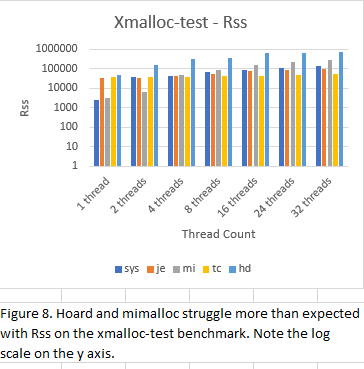 Xmalloc-test - Rss
1000000
100000
10000
1000
100
10
1
Rss
1 thread
2 threads
4 threads
8 threads
16 threads
24 threads
32 threads
Thread Count
sys je mi tc hd
Figure 8. Hoard and mimalloc struggle more than expected
with Rss on the xmalloc-test benchmark. Note the log
scale on the y axis.